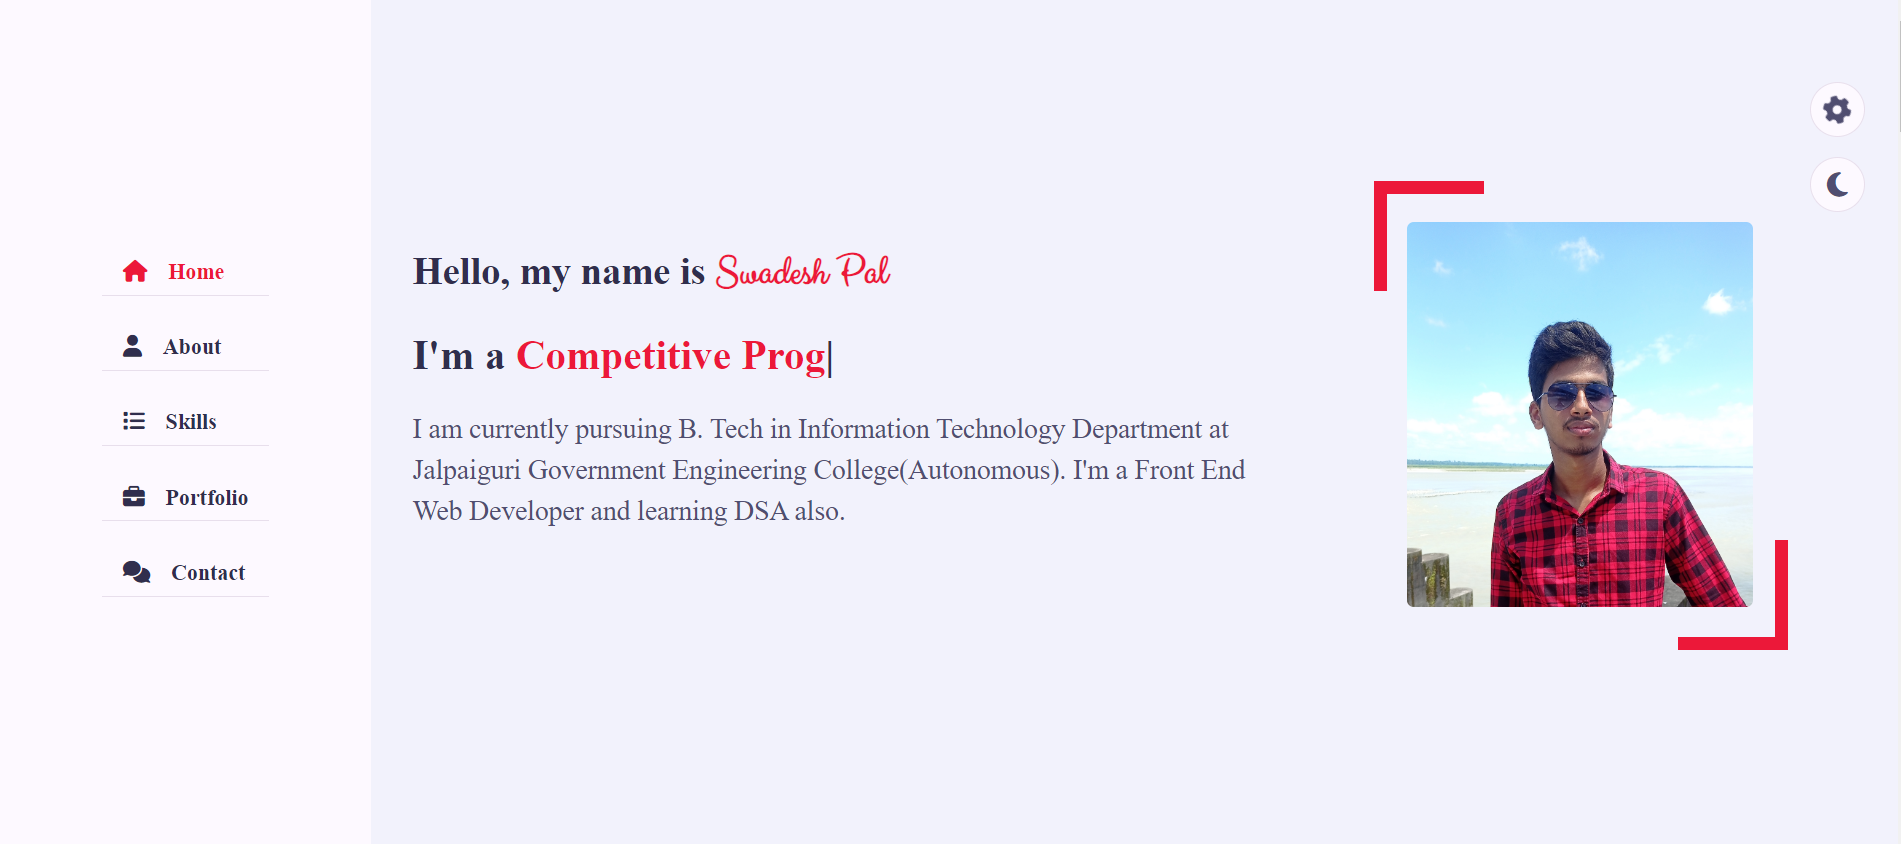 Home
About
Skills
Portfolio
Contact
Hello, my name is Swadesh Pal
I'm a Competitive Prog|
I am currently pursuing B. Tech in Information Technology Department at
Jalpaiguri Government Engineering College(Autonomous). I'm a Front End
Web Developer and learning DSA also.